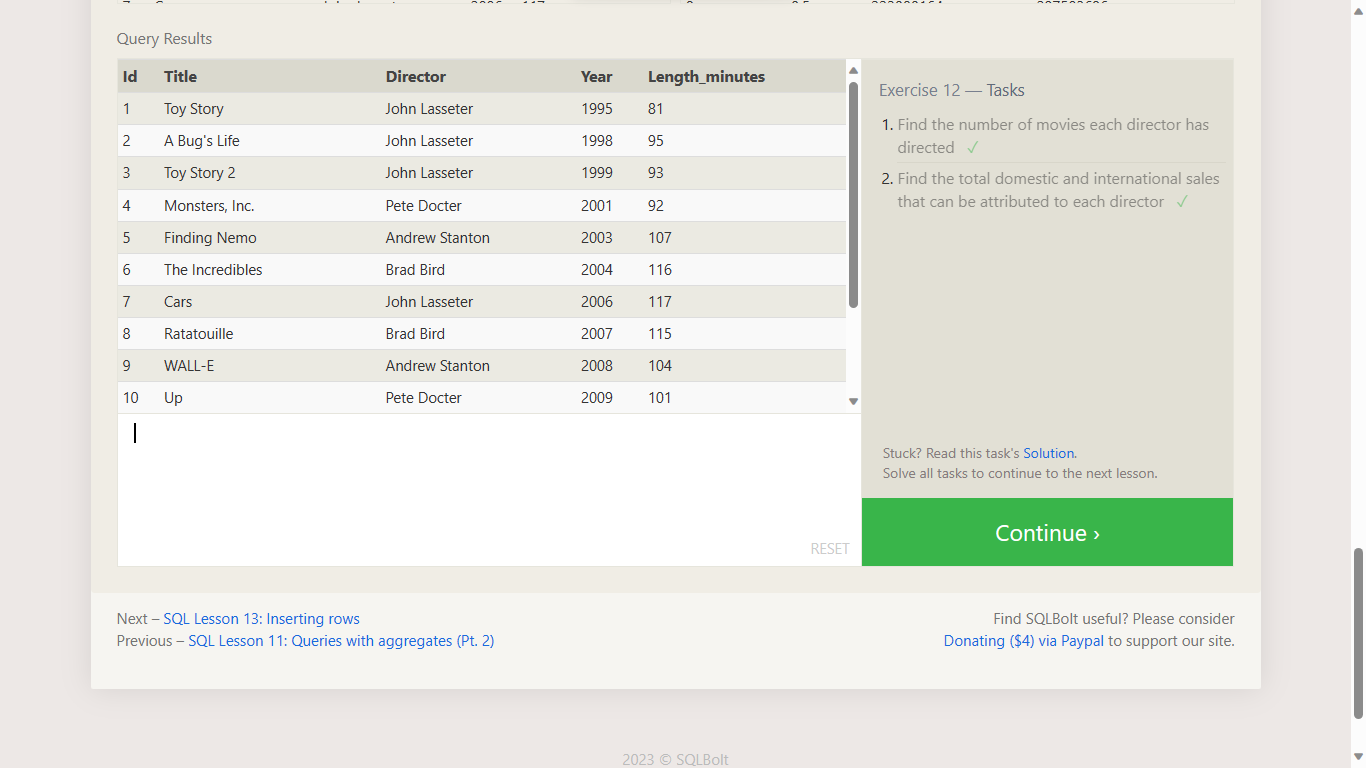 Query Results
Id Title Director Year Length_minutes
1 Toy Story John Lasseter 1995 81
2 A Bug's Life John Lasseter 1998 95
3 Toy Story 2 John Lasseter 1999 93
4 Monsters, Inc. Pete Docter 2001 92
5 Finding Nemo Andrew Stanton 2003 107
6 The Incredibles Brad Bird 2004 116
7 Cars John Lasseter 2006 117
8 Ratatouille Brad Bird 2007 115
9 WALL-E Andrew Stanton 2008 104
10 Up Pete Docter 2009 101
RESET
Exercise 12 — Tasks
1. Find the number of movies each director has
directed ✓
2. Find the total domestic and international sales
that can be attributed to each director ✓
Stuck? Read this task's Solution.
Solve all tasks to continue to the next lesson.
Continue ›
Next – SQL Lesson 13: Inserting rows
Previous – SQL Lesson 11: Queries with aggregates (Pt. 2)
Find SQLBolt useful? Please consider
Donating ($4) via Paypal to support our site.
2023 © SQLBolt